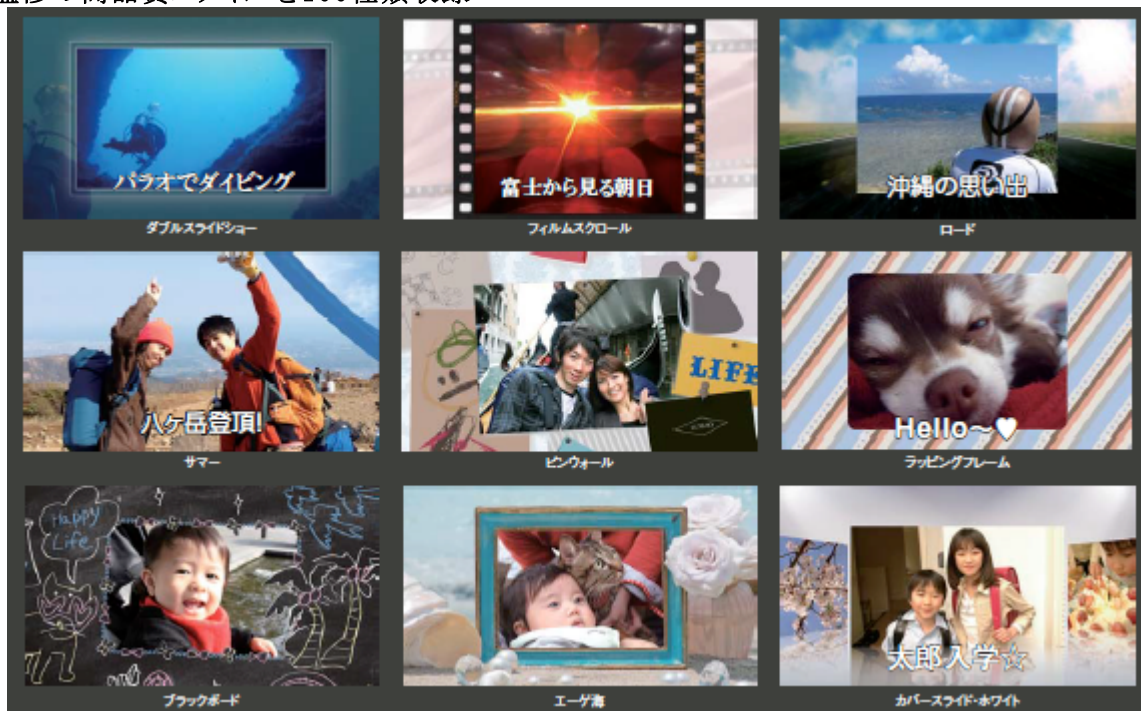 パラオでダイビング
富士から見る朝日
沖縄の思い出
ダブルスライドショー
フィルムスクロール
ロード
LIFE
八ヶ岳登頂!
Hello～♥
サマー
ピンウォール
ラッピングフレーム
Happy
Life
太郎 入学☆
ブラックボード
エーゲ海
カバースライド・ホワイト